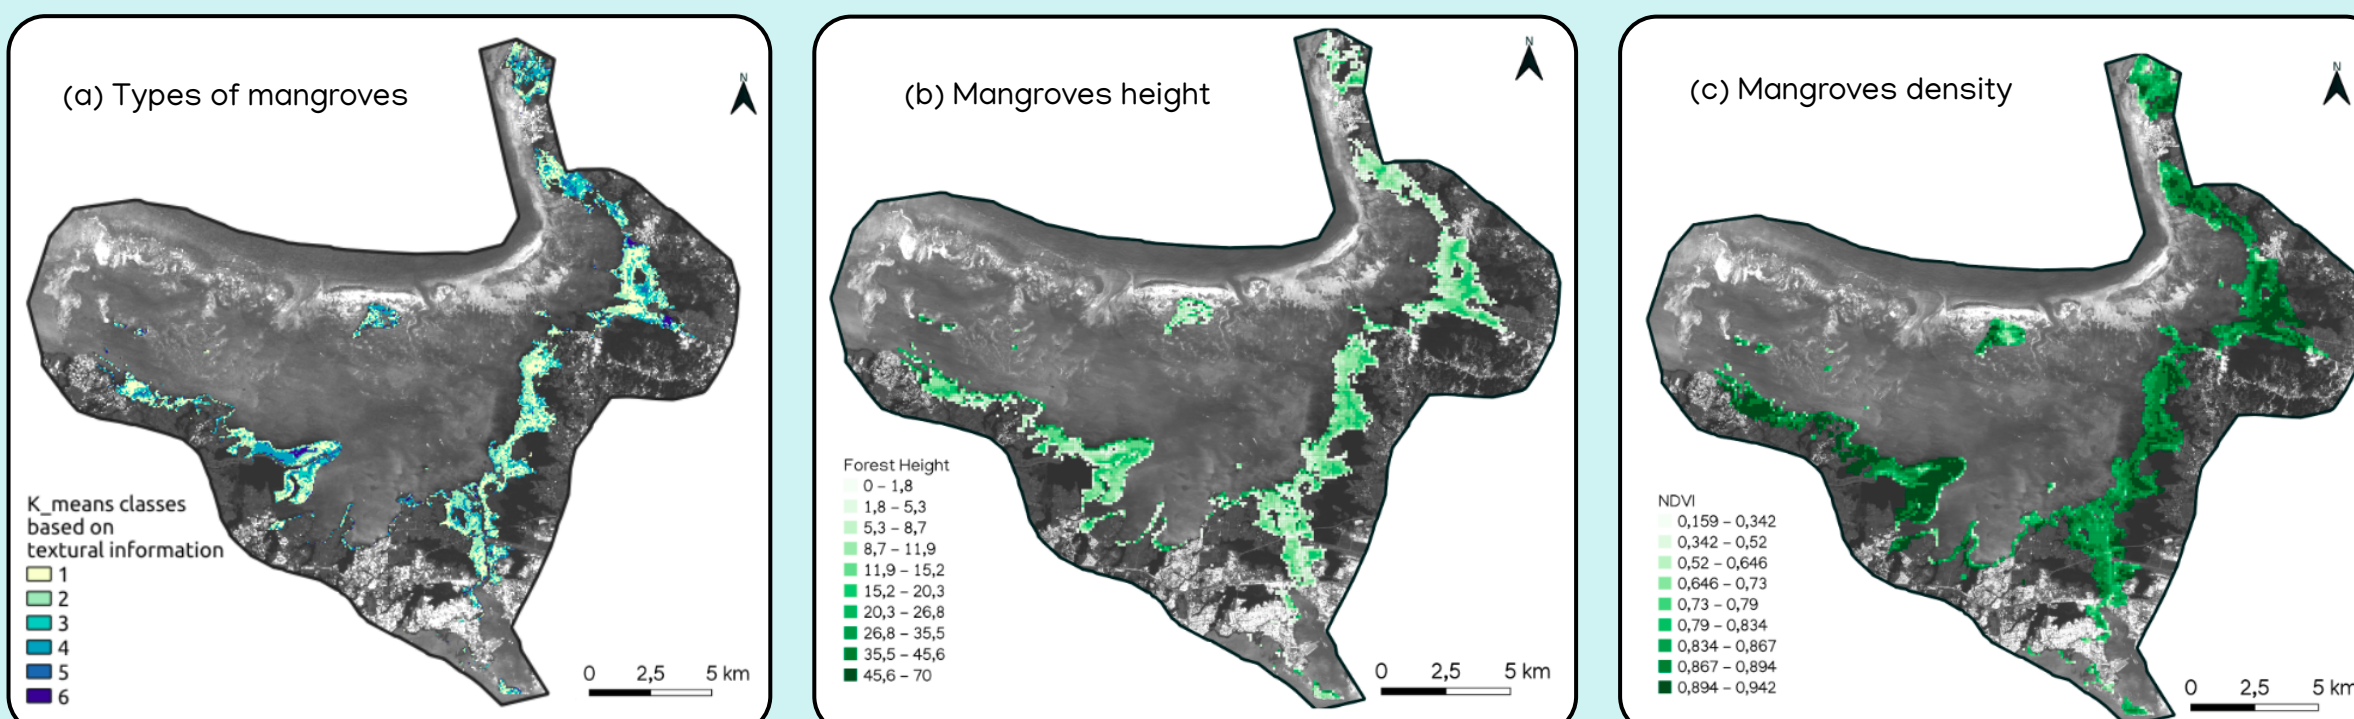 (a) Types of mangroves
N
K_means classes
based on
textural information
1
2
3
4
5
6
0 2,5 5 km
(b) Mangroves height
N
Forest Height
0 – 1,8
1,8 – 5,3
5,3 – 8,7
8,7 – 11,9
11,9 – 15,2
15,2 – 20,3
20,3 – 26,8
26,8 – 35,5
35,5 – 45,6
45,6 – 70
0 2,5 5 km
(c) Mangroves density
N
NDVI
0,159 – 0,342
0,342 – 0,52
0,52 – 0,646
0,646 – 0,73
0,73 – 0,79
0,79 – 0,834
0,834 – 0,867
0,867 – 0,894
0,894 – 0,942
0 2,5 5 km